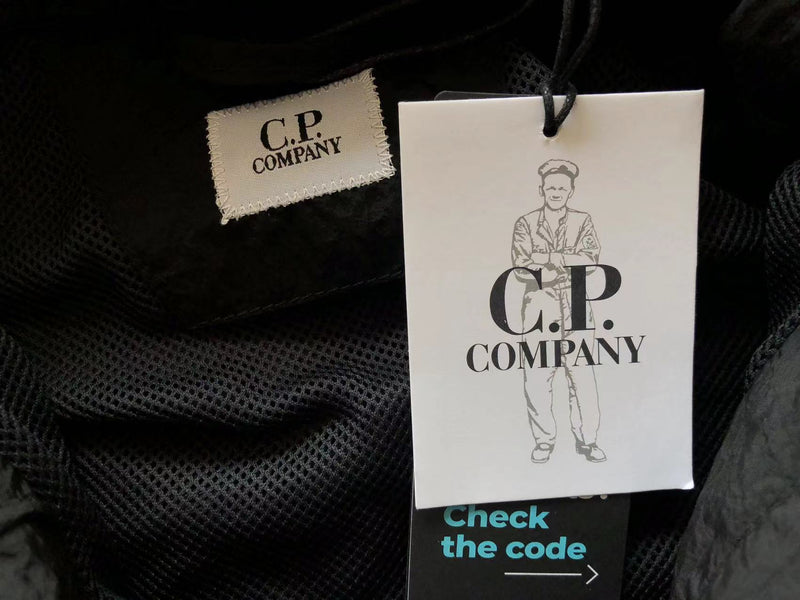 C.P.
COMPANY
C.P.
COMPANY
Check
the code